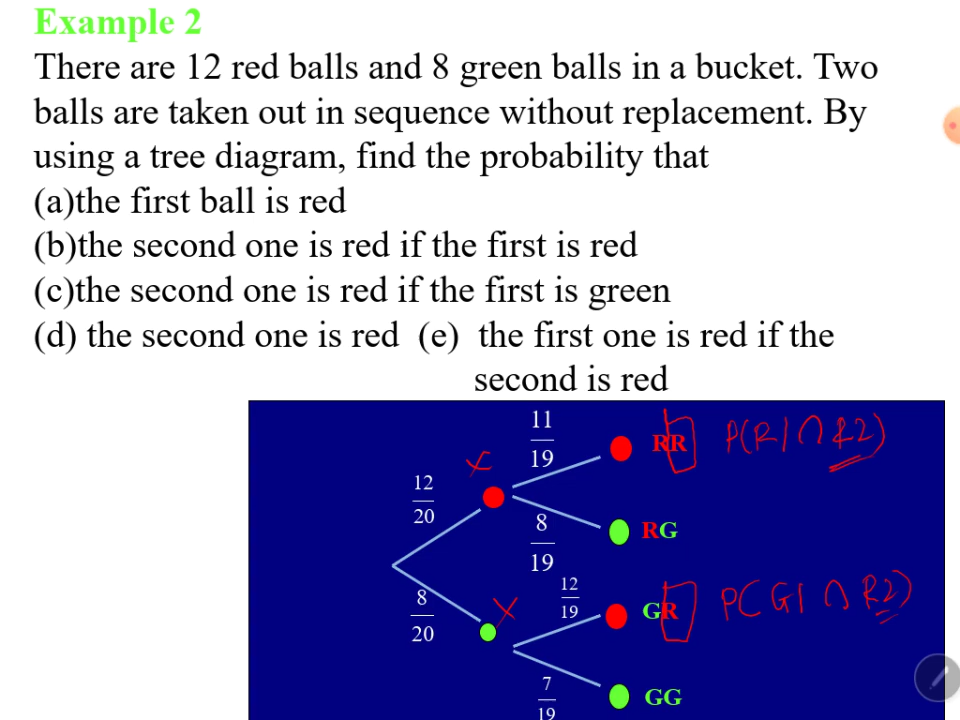 Example 2
There are 12 red balls and 8 green balls in a bucket. Two
balls are taken out in sequence without replacement. By
using a tree diagram, find the probability that
(a)the first ball is red
(b)the second one is red if the first is red
(c)the second one is red if the first is green
(d) the second one is red (e) the first one is red if the
second is red
11
19
RR P(R1∩R2)
12
20
8
19
RG
12
19
8
20
GR P(G1∩R2)
7
19
GG